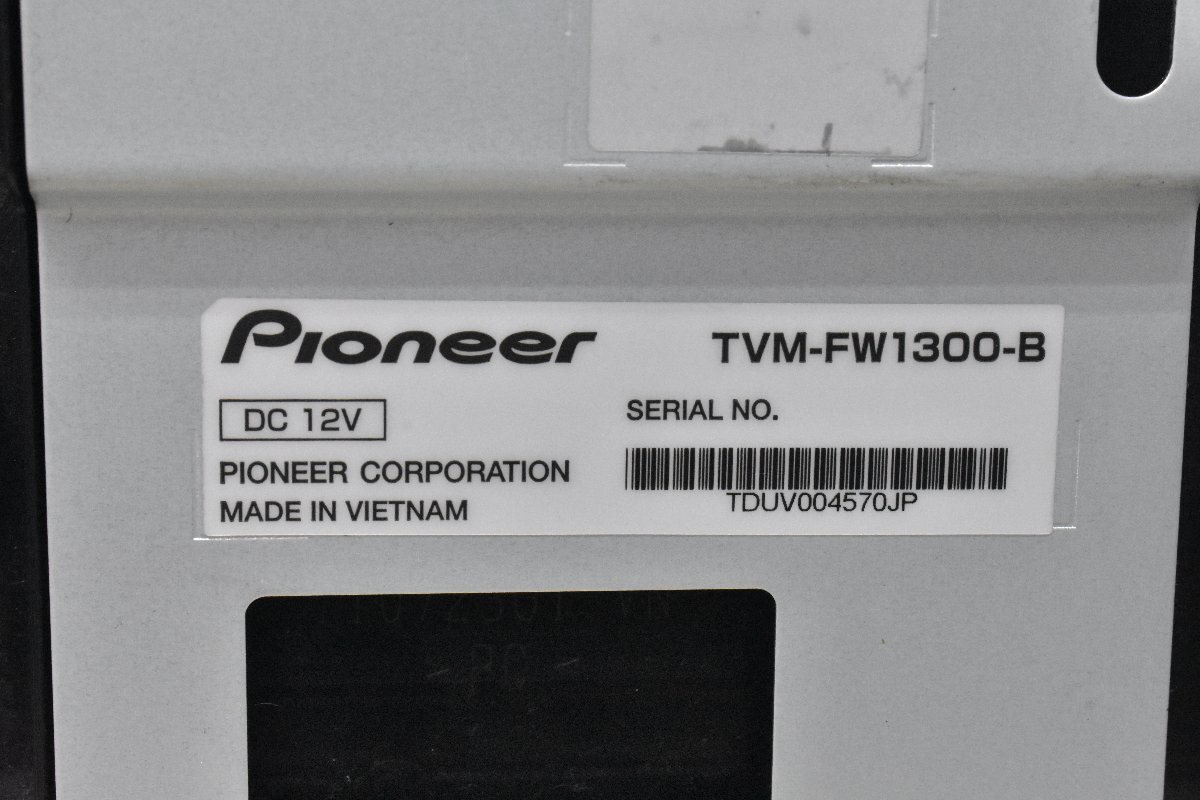 Pioneer
TVM-FW1300-B
DC 12V
SERIAL NO.
PIONEER CORPORATION
MADE IN VIETNAM
TDUV004570JP